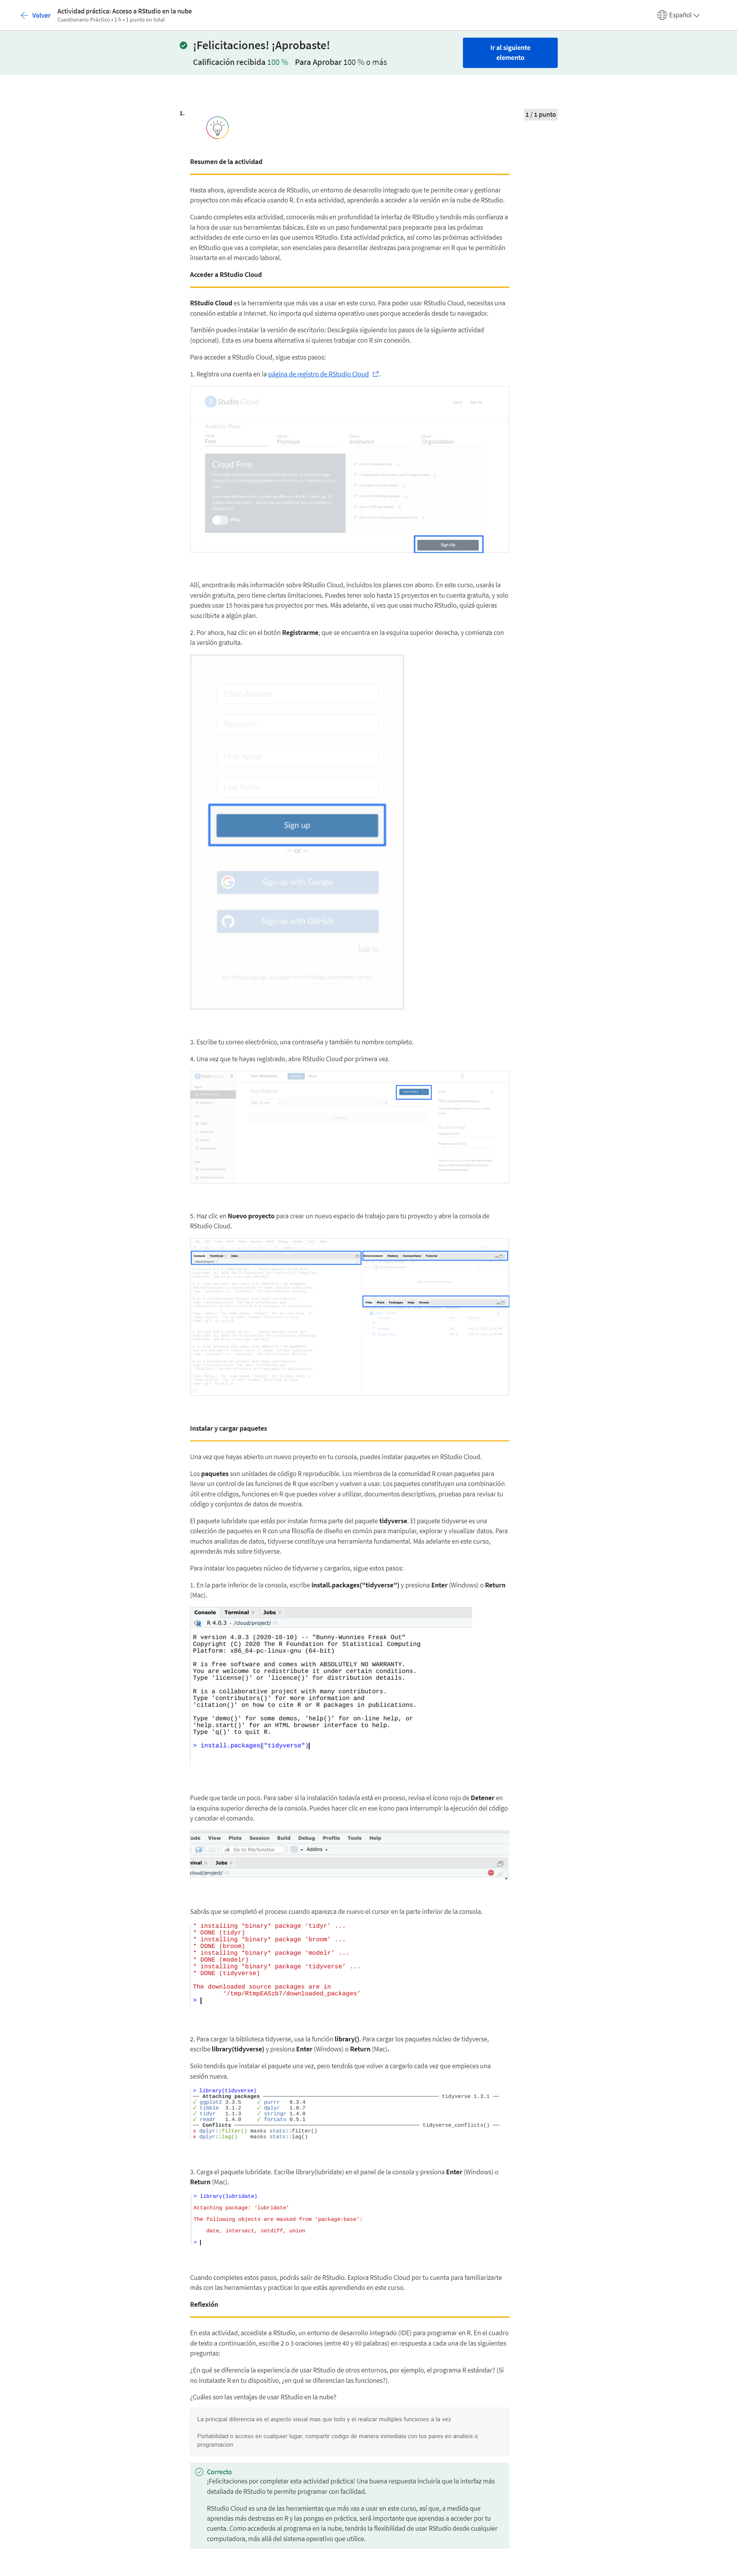 Volver
Actividad práctica: Acceso a RStudio en la nube
Cuestionario Práctico • 1 h • 1 punto en total
Español
¡Felicitaciones! ¡Aprobaste!
Calificación recibida 100 % Para Aprobar 100 % o más
Ir al siguiente
elemento
1.
1 / 1 punto
Resumen de la actividad
Hasta ahora, aprendiste acerca de RStudio, un entorno de desarrollo integrado que te permite crear y gestionar
proyectos con más eficacia usando R. En esta actividad, aprenderás a acceder a la versión en la nube de RStudio.
Cuando completes esta actividad, conocerás más en profundidad la interfaz de RStudio y tendrás más confianza a
la hora de usar sus herramientas básicas. Este es un paso fundamental para prepararte para las próximas
actividades de este curso en las que usemos RStudio. Esta actividad práctica, así como las próximas actividades
en RStudio que vas a completar, son esenciales para desarrollar destrezas para programar en R que te permitirán
insertarte en el mercado laboral.
Acceder a RStudio Cloud
RStudio Cloud es la herramienta que más vas a usar en este curso. Para poder usar RStudio Cloud, necesitas una
conexión estable a Internet. No importa qué sistema operativo uses porque accederás desde tu navegador.
También puedes instalar la versión de escritorio: Descárgala siguiendo los pasos de la siguiente actividad
(opcional). Esta es una buena alternativa si quieres trabajar con R sin conexión.
Para acceder a RStudio Cloud, sigue estos pasos:
1. Registra una cuenta en la página de registro de RStudio Cloud.
Studio Cloud
Available Plans
Cloud
Free
Cloud
Premium
Cloud
Instructor
Cloud
Organization
Cloud Free
Plus
Sign Up
Allí, encontrarás más información sobre RStudio Cloud, incluidos los planes con abono. En este curso, usarás la
versión gratuita, pero tiene ciertas limitaciones. Puedes tener solo hasta 15 proyectos en tu cuenta gratuita, y solo
puedes usar 15 horas para tus proyectos por mes. Más adelante, si ves que usas mucho RStudio, quizá quieras
suscribirte a algún plan.
2. Por ahora, haz clic en el botón Registrarme, que se encuentra en la esquina superior derecha, y comienza con
la versión gratuita.
Email Address
Password
First Name
Last Name
Sign up
— or —
Sign up with Google
Sign up with GitHub
Log In
3. Escribe tu correo electrónico, una contraseña y también tu nombre completo.
4. Una vez que te hayas registrado, abre RStudio Cloud por primera vez.
5. Haz clic en Nuevo proyecto para crear un nuevo espacio de trabajo para tu proyecto y abre la consola de
RStudio Cloud.
Console Terminal Jobs
Environment History Connections Tutorial
Files Plots Packages Help Viewer
Instalar y cargar paquetes
Una vez que hayas abierto un nuevo proyecto en tu consola, puedes instalar paquetes en RStudio Cloud.
Los paquetes son unidades de código R reproducible. Los miembros de la comunidad R crean paquetes para
llevar un control de las funciones de R que escriben y vuelven a usar. Los paquetes constituyen una combinación
útil entre códigos, funciones en R que puedes volver a utilizar, documentos descriptivos, pruebas para revisar tu
código y conjuntos de datos de muestra.
El paquete lubridate que estás por instalar forma parte del paquete tidyverse. El paquete tidyverse es una
colección de paquetes en R con una filosofía de diseño en común para manipular, explorar y visualizar datos. Para
muchos analistas de datos, tidyverse constituye una herramienta fundamental. Más adelante en este curso,
aprenderás más sobre tidyverse.
Para instalar los paquetes núcleo de tidyverse y cargarlos, sigue estos pasos:
1. En la parte inferior de la consola, escribe install.packages("tidyverse") y presiona Enter (Windows) o Return
(Mac).
Console Terminal × Jobs ×
R 4.0.3 · /cloud/project/
R version 4.0.3 (2020-10-10) -- "Bunny-Wunnies Freak Out"
Copyright (C) 2020 The R Foundation for Statistical Computing
Platform: x86_64-pc-linux-gnu (64-bit)
R is free software and comes with ABSOLUTELY NO WARRANTY.
You are welcome to redistribute it under certain conditions.
Type 'license()' or 'licence()' for distribution details.
R is a collaborative project with many contributors.
Type 'contributors()' for more information and
'citation()' on how to cite R or R packages in publications.
Type 'demo()' for some demos, 'help()' for on-line help, or
'help.start()' for an HTML browser interface to help.
Type 'q()' to quit R.
> install.packages("tidyverse")
Puede que tarde un poco. Para saber si la instalación todavía está en proceso, revisa el ícono rojo de Detener en
la esquina superior derecha de la consola. Puedes hacer clic en ese ícono para interrumpir la ejecución del código
y cancelar el comando.
ode View Plots Session Build Debug Profile Tools Help
Go to file/function Addins
minal × Jobs ×
cloud/project/
Sabrás que se completó el proceso cuando aparezca de nuevo el cursor en la parte inferior de la consola.
* installing *binary* package 'tidyr' ...
* DONE (tidyr)
* installing *binary* package 'broom' ...
* DONE (broom)
* installing *binary* package 'modelr' ...
* DONE (modelr)
* installing *binary* package 'tidyverse' ...
* DONE (tidyverse)
The downloaded source packages are in
'/tmp/RtmpEASzb7/downloaded_packages'
>
2. Para cargar la biblioteca tidyverse, usa la función library(). Para cargar los paquetes núcleo de tidyverse,
escribe library(tidyverse) y presiona Enter (Windows) o Return (Mac).
Solo tendrás que instalar el paquete una vez, pero tendrás que volver a cargarlo cada vez que empieces una
sesión nueva.
> library(tidyverse)
── Attaching packages ── tidyverse 1.3.1 ──
✓ ggplot2 3.3.5 ✓ purrr 0.3.4
✓ tibble 3.1.2 ✓ dplyr 1.0.7
✓ tidyr 1.1.3 ✓ stringr 1.4.0
✓ readr 1.4.0 ✓ forcats 0.5.1
── Conflicts ── tidyverse_conflicts() ──
x dplyr::filter() masks stats::filter()
x dplyr::lag() masks stats::lag()
3. Carga el paquete lubridate. Escribe library(lubridate) en el panel de la consola y presiona Enter (Windows) o
Return (Mac).
> library(lubridate)
Attaching package: 'lubridate'
The following objects are masked from 'package:base':
date, intersect, setdiff, union
>
Cuando completes estos pasos, podrás salir de RStudio. Explora RStudio Cloud por tu cuenta para familiarizarte
más con las herramientas y practicar lo que estás aprendiendo en este curso.
Reflexión
En esta actividad, accediste a RStudio, un entorno de desarrollo integrado (IDE) para programar en R. En el cuadro
de texto a continuación, escribe 2 o 3 oraciones (entre 40 y 60 palabras) en respuesta a cada una de las siguientes
preguntas:
¿En qué se diferencia la experiencia de usar RStudio de otros entornos, por ejemplo, el programa R estándar? (Si
no instalaste R en tu dispositivo, ¿en qué se diferencian las funciones?).
¿Cuáles son las ventajas de usar RStudio en la nube?
La principal diferencia es el aspecto visual mas que todo y el realizar multiples funciones a la vez
Portabilidad o acceso en cualquier lugar, compartir codigo de manera inmediata con tus pares en analisis o
programacion
Correcto
¡Felicitaciones por completar esta actividad práctica! Una buena respuesta incluiría que la interfaz más
detallada de RStudio te permite programar con facilidad.
RStudio Cloud es una de las herramientas que más vas a usar en este curso, así que, a medida que
aprendas más destrezas en R y las pongas en práctica, será importante que aprendas a acceder por tu
cuenta. Como accederás al programa en la nube, tendrás la flexibilidad de usar RStudio desde cualquier
computadora, más allá del sistema operativo que utilice.